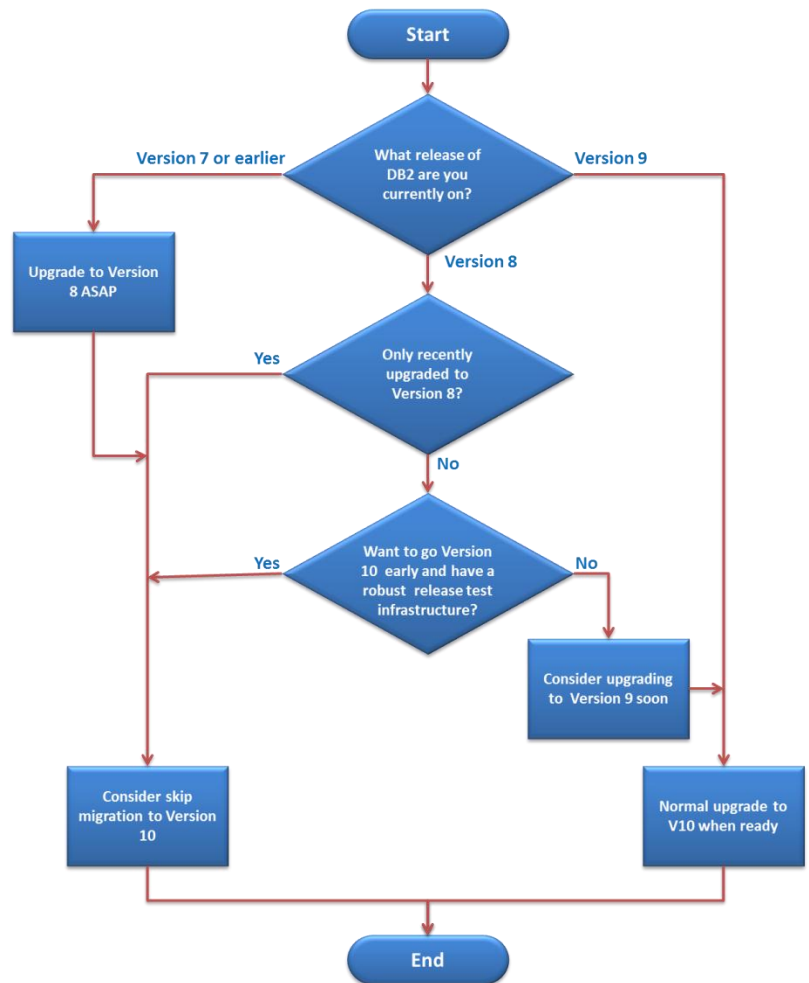 Start
What release of
DB2 are you
currently on?
Version 7 or earlier
Version 9
Version 8
Upgrade to Version
8 ASAP
Only recently
upgraded to
Version 8?
Yes
No
Want to go Version
10 early and have a
robust release test
infrastructure?
Yes
No
Consider upgrading
to Version 9 soon
Consider skip
migration to Version
10
Normal upgrade to
V10 when ready
End